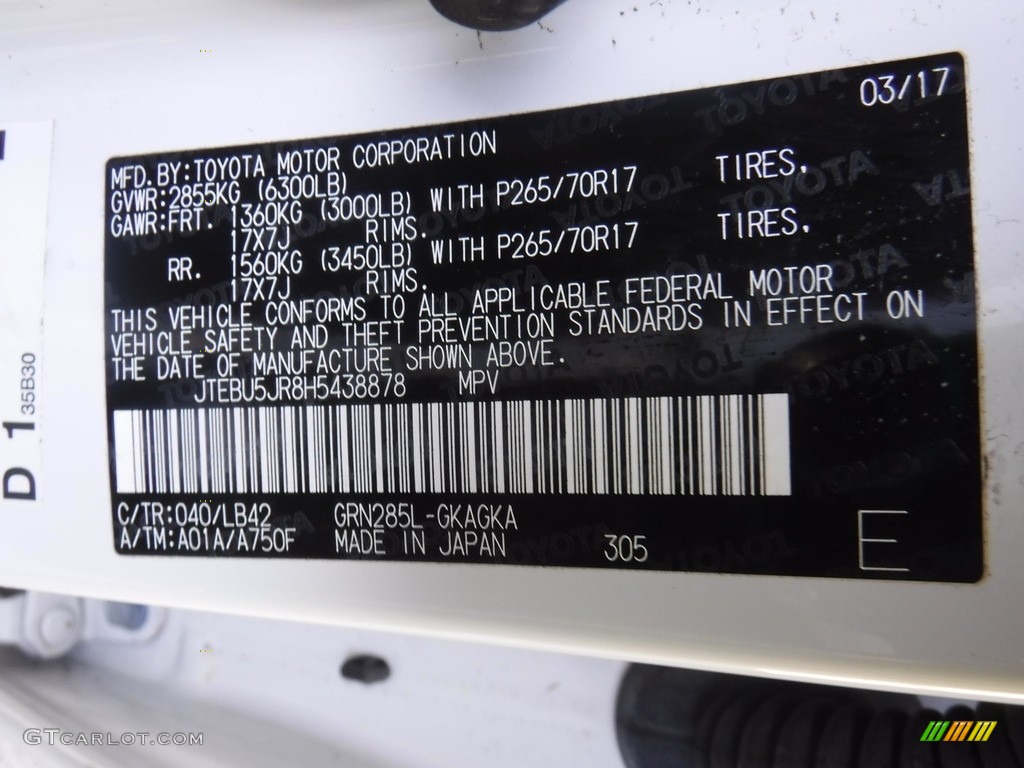 03/17
MFD.BY:TOYOTA MOTOR CORPORATION
GVWR:2855KG (6300LB)
GAWR:FRT. 1360KG (3000LB) WITH P265/70R17 TIRES,
17X7J RIMS.
RR. 1560KG (3450LB) WITH P265/70R17 TIRES,
17X7J RIMS.
THIS VEHICLE CONFORMS TO ALL APPLICABLE FEDERAL MOTOR
VEHICLE SAFETY AND THEFT PREVENTION STANDARDS IN EFFECT ON
THE DATE OF MANUFACTURE SHOWN ABOVE.
JTEBU5JR8H5438878 MPV
C/TR:040/LB42 GRN285L-GKAGKA
A/TM:A01A/A750F MADE IN JAPAN 305 E
D 1 35B30
GTCARLOT.COM